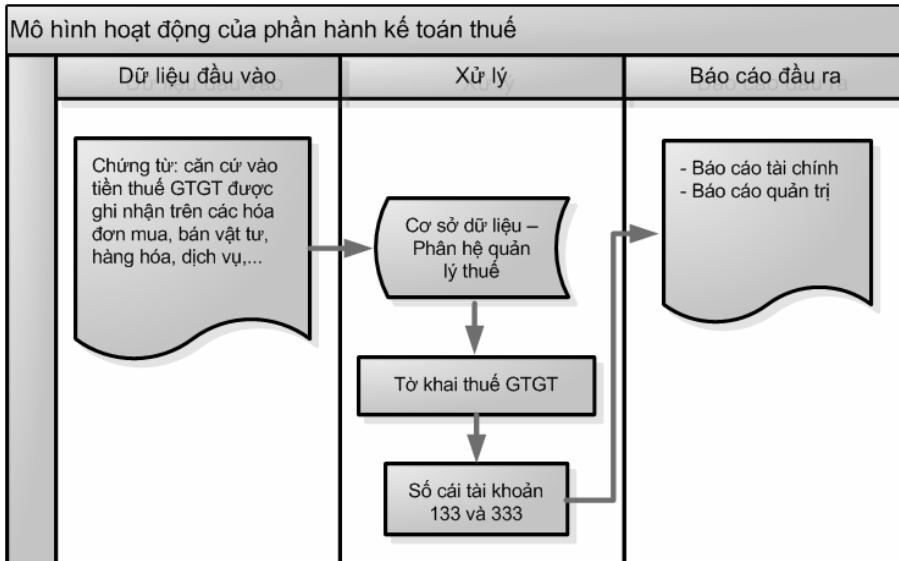 Mô hình hoạt động của phần hành kế toán thuế
Dữ liệu đầu vào
Xử lý
Báo cáo đầu ra
Chứng từ: căn cứ vào
tiền thuế GTGT được
ghi nhận trên các hóa
đơn mua, bán vật tư,
hàng hóa, dịch vụ,...
Cơ sở dữ liệu –
Phân hệ quản
lý thuế
Tờ khai thuế GTGT
Số cái tài khoản
133 và 333
- Báo cáo tài chính
- Báo cáo quản trị